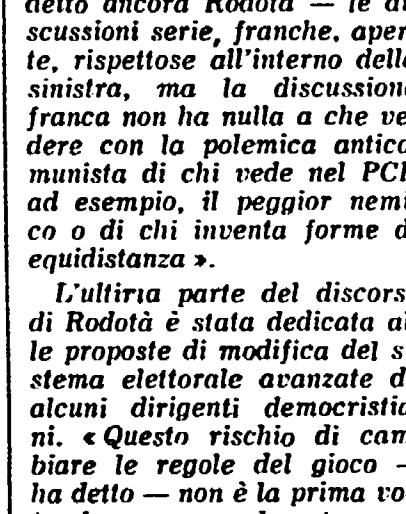 detto ancora Rodotà — le di
scussioni serie, franche, aper
te, rispettose all'interno dell
sinistra, ma la discussion
franca non ha nulla a che ve
dere con la polemica antico
munista di chi vede nel PCI
ad esempio, il peggior nemi
co o di chi inventa forme d
equidistanza ».
L'ultima parte del discors
di Rodotà è stata dedicata al
le proposte di modifica del s
stema elettorale avanzate d
alcuni dirigenti democristia
ni. « Questo rischio di cam
biare le regole del gioco —
ha detto — non è la prima vo